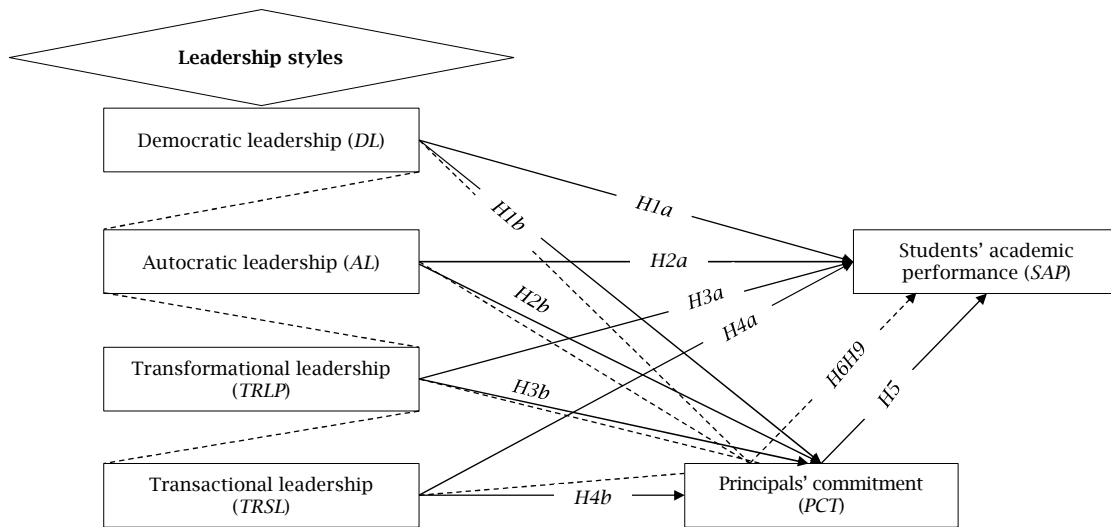 Leadership styles
Democratic leadership (DL)
H1a
H1b
Autocratic leadership (AL)
H2a
Students’ academic
performance (SAP)
H2b
H3a
H4a
Transformational leadership
(TRLP)
H3b
H6H9
H5
Transactional leadership
(TRSL)
H4b
Principals’ commitment
(PCT)